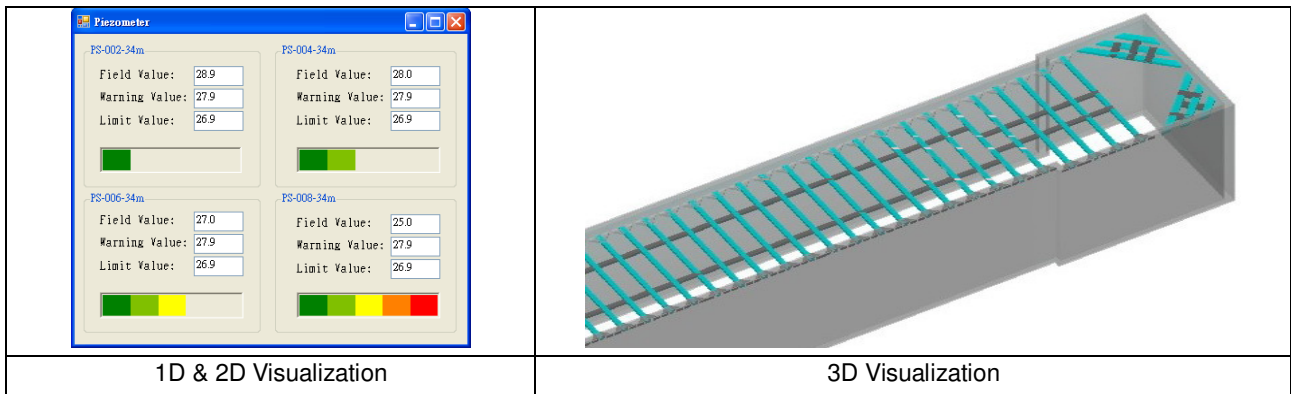 Piezometer
PS-002-34m
Field Value: 28.9
Warning Value: 27.9
Limit Value: 26.9
PS-004-34m
Field Value: 28.0
Warning Value: 27.9
Limit Value: 26.9
PS-006-34m
Field Value: 27.0
Warning Value: 27.9
Limit Value: 26.9
PS-008-34m
Field Value: 25.0
Warning Value: 27.9
Limit Value: 26.9
1D & 2D Visualization
3D Visualization